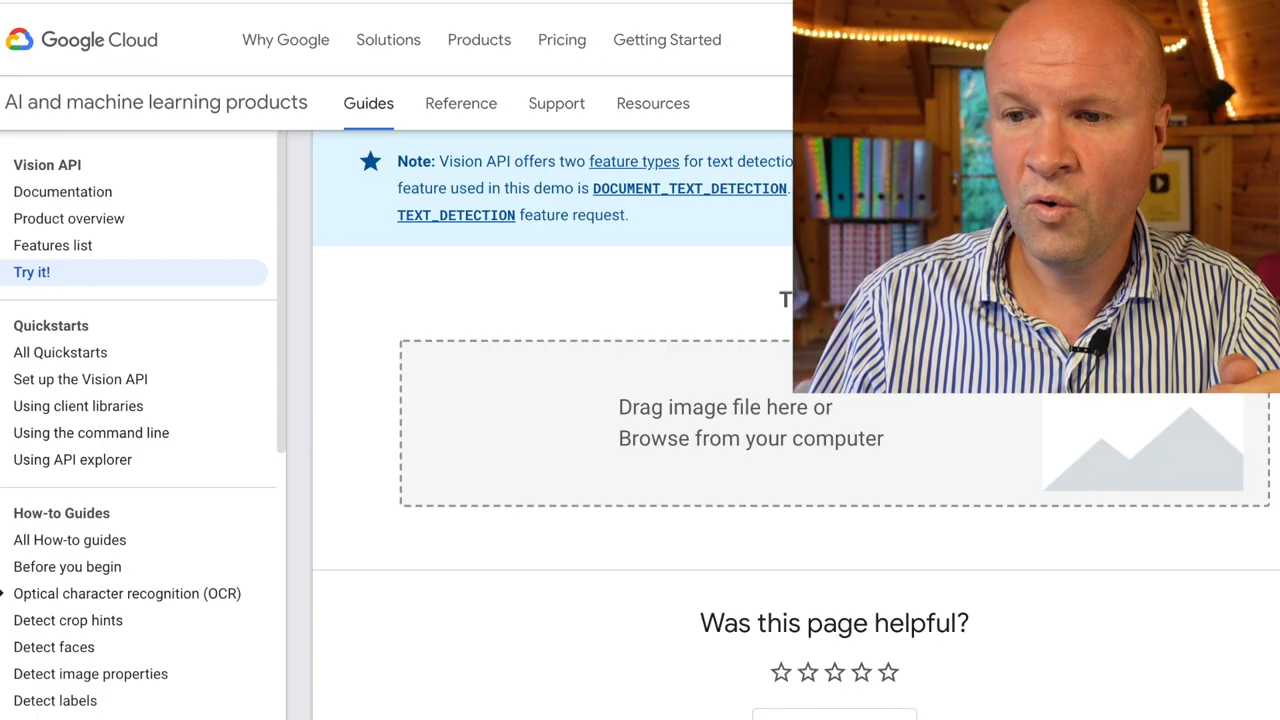 Google Cloud
Why Google
Solutions
Products
Pricing
Getting Started
AI and machine learning products
Guides
Reference
Support
Resources
Vision API
Documentation
Product overview
Features list
Try it!
Quickstarts
All Quickstarts
Set up the Vision API
Using client libraries
Using the command line
Using API explorer
How-to Guides
All How-to guides
Before you begin
Optical character recognition (OCR)
Detect crop hints
Detect faces
Detect image properties
Detect labels
Note: Vision API offers two feature types for text detectio
feature used in this demo is DOCUMENT_TEXT_DETECTION.
TEXT_DETECTION feature request.
T
Drag image file here or
Browse from your computer
Was this page helpful?